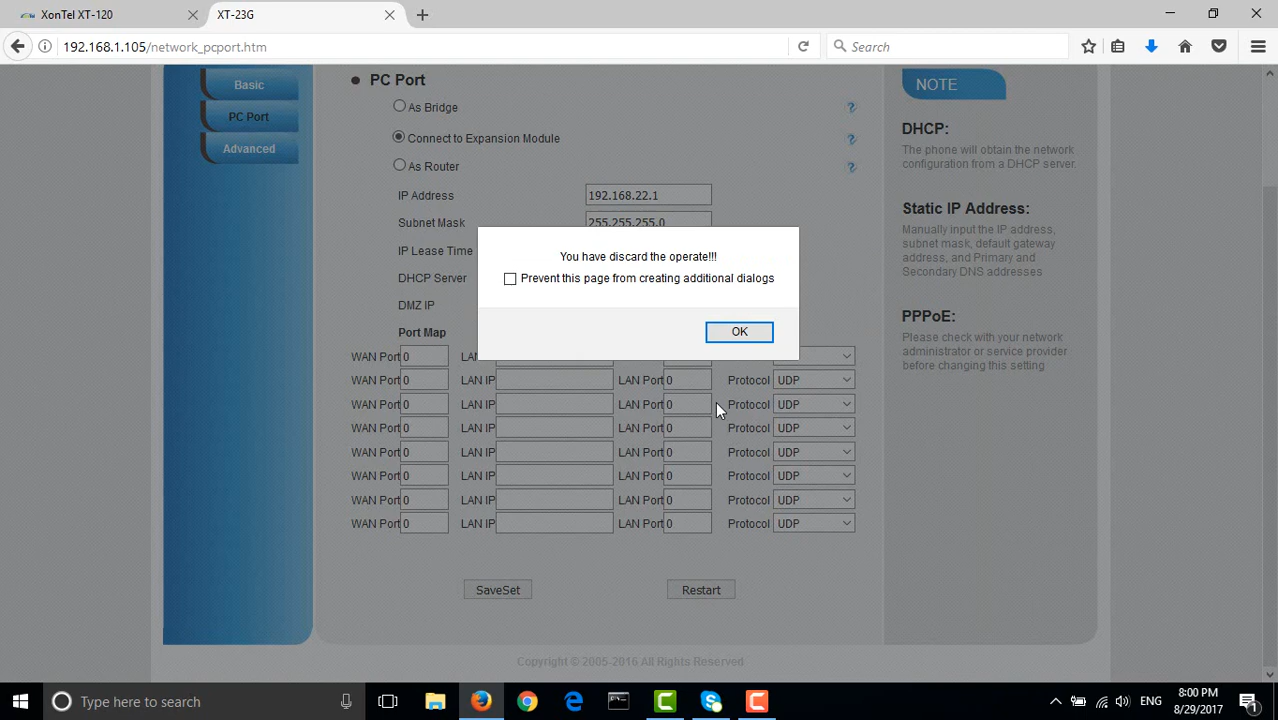 XonTel XT-120
XT-23G
192.168.1.105/network_pcport.htm
Search
Basic
PC Port
Advanced
PC Port
As Bridge
Connect to Expansion Module
As Router
IP Address 192.168.22.1
Subnet Mask 255.255.255.0
IP Lease Time
DHCP Server
DMZ IP
Port Map
You have discard the operate!!!
Prevent this page from creating additional dialogs
OK
WAN Port 0
WAN Port 0 LAN IP LAN Port 0 Protocol UDP
WAN Port 0 LAN IP LAN Port 0 Protocol UDP
WAN Port 0 LAN IP LAN Port 0 Protocol UDP
WAN Port 0 LAN IP LAN Port 0 Protocol UDP
WAN Port 0 LAN IP LAN Port 0 Protocol UDP
WAN Port 0 LAN IP LAN Port 0 Protocol UDP
WAN Port 0 LAN IP LAN Port 0 Protocol UDP
SaveSet Restart
NOTE
DHCP:
The phone will obtain the network
configuration from a DHCP server.
Static IP Address:
Manually input the IP address,
subnet mask, default gateway
address, and Primary and
Secondary DNS addresses
PPPoE:
Please check with your network
administrator or service provider
before changing this setting
Copyright © 2005-2016 All Rights Reserved
Type here to search
ENG
8:00 PM
8/29/2017
1